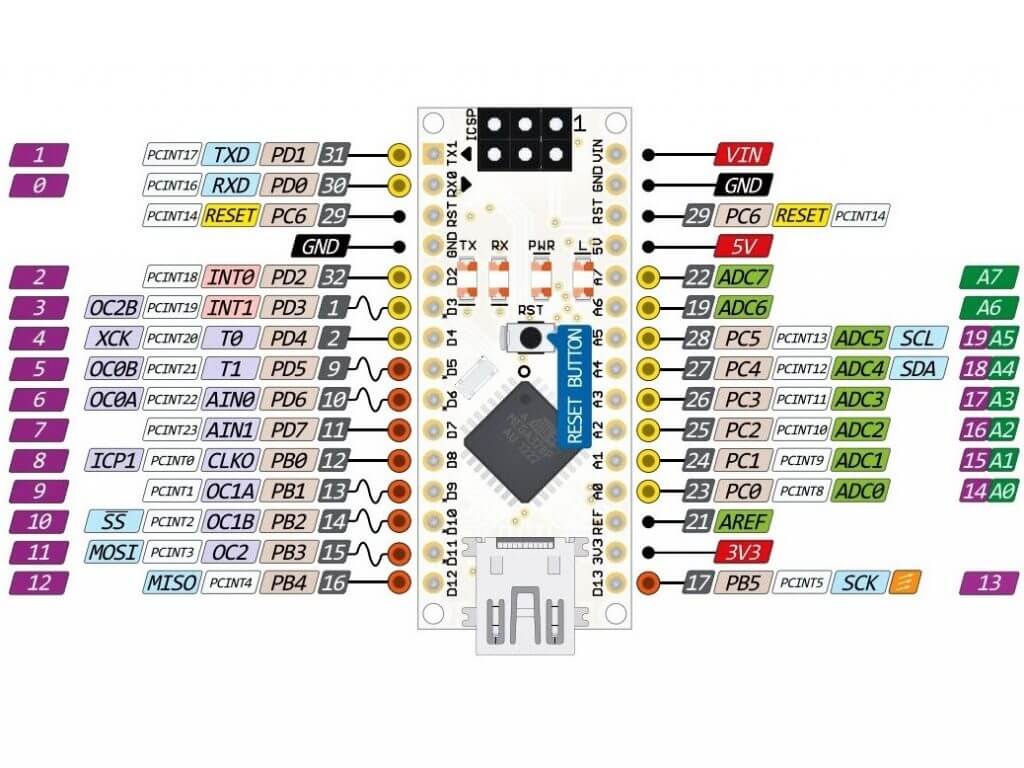 ICSP 1
1 PCINT17 TXD PD1 31 TX1 VIN VIN
0 PCINT16 RXD PD0 30 RX0 GND GND
PCINT14 RESET PC6 29 RST RST 29 PC6 RESET PCINT14
GND GND TX RX PWR L 5V 5V
2 PCINT18 INT0 PD2 32 D2 A7 22 ADC7 A7
3 OC2B PCINT19 INT1 PD3 1 D3 A6 19 ADC6 A6
RST
4 XCK PCINT20 T0 PD4 2 D4 A5 28 PC5 PCINT13 ADC5 SCL 19 A5
5 OC0B PCINT21 T1 PD5 9 D5 A4 27 PC4 PCINT12 ADC4 SDA 18 A4
RESET BUTTON
6 OC0A PCINT22 AIN0 PD6 10 D6 A3 26 PC3 PCINT11 ADC3 17 A3
7 PCINT23 AIN1 PD7 11 D7 A2 25 PC2 PCINT10 ADC2 16 A2
8 ICP1 PCINT0 CLKO PB0 12 D8 A1 24 PC1 PCINT9 ADC1 15 A1
9 PCINT1 OC1A PB1 13 D9 A0 23 PC0 PCINT8 ADC0 14 A0
10 SS PCINT2 OC1B PB2 14 D10 REF 21 AREF
11 MOSI PCINT3 OC2 PB3 15 D11 3V3 3V3
12 MISO PCINT4 PB4 16 D12 D13 17 PB5 PCINT5 SCK 13